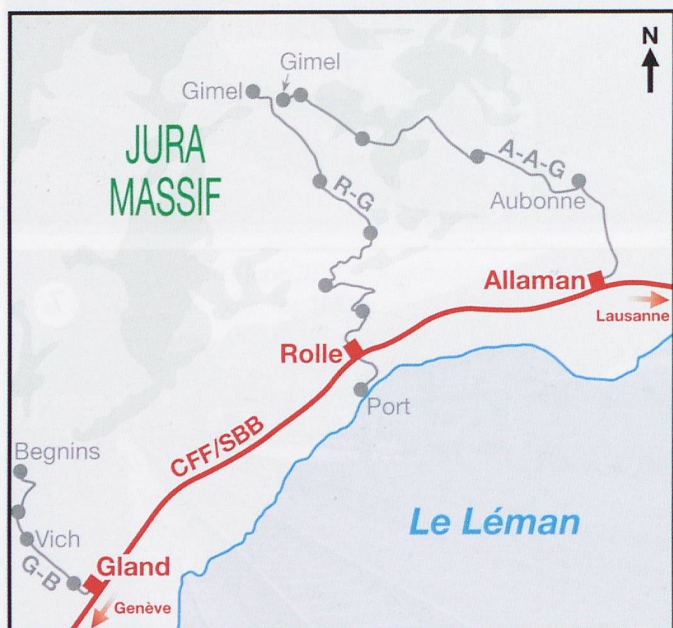 N
Gimel
Gimel
JURA
MASSIF
A-A-G
R-G
Aubonne
Allaman
Lausanne
Rolle
Port
CFF/SBB
Begnins
Le Léman
Vich
Gland
G-B
Genève